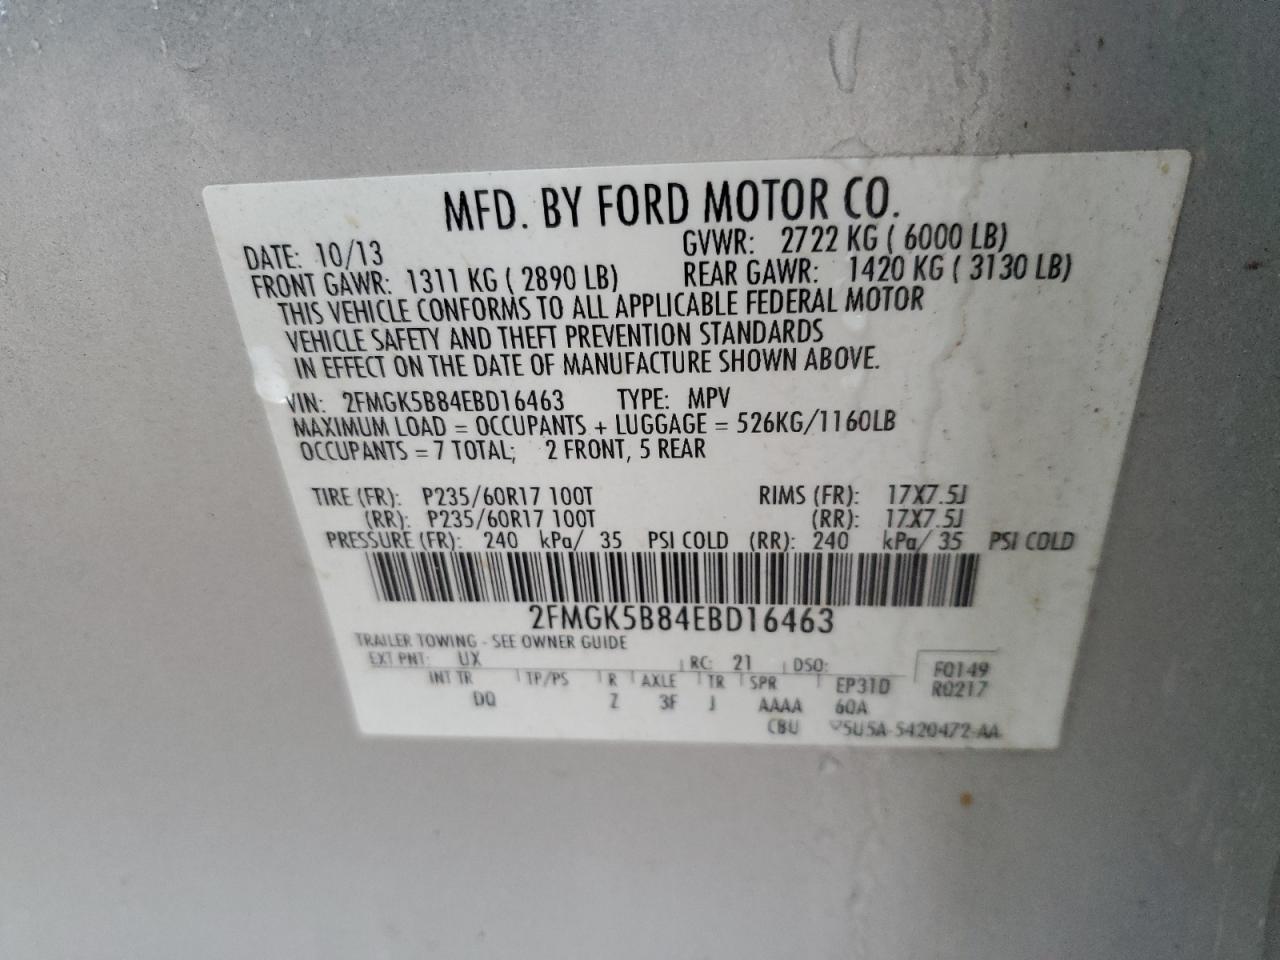 MFD. BY FORD MOTOR CO.
DATE: 10/13 GVWR: 2722 KG ( 6000 LB)
FRONT GAWR: 1311 KG ( 2890 LB) REAR GAWR: 1420 KG ( 3130 LB)
THIS VEHICLE CONFORMS TO ALL APPLICABLE FEDERAL MOTOR
VEHICLE SAFETY AND THEFT PREVENTION STANDARDS
IN EFFECT ON THE DATE OF MANUFACTURE SHOWN ABOVE.
VIN: 2FMGK5B84EBD16463 TYPE: MPV
MAXIMUM LOAD = OCCUPANTS + LUGGAGE = 526KG/1160LB
OCCUPANTS = 7 TOTAL; 2 FRONT, 5 REAR
TIRE (FR): P235/60R17 100T RIMS (FR): 17X7.5J
(RR): P235/60R17 100T (RR): 17X7.5J
PRESSURE (FR): 240 kPa/ 35 PSI COLD (RR): 240 kPa/ 35 PSI COLD
2FMGK5B84EBD16463
TRAILER TOWING - SEE OWNER GUIDE
EXT PNT: UX RC: 21 DSO: F0149
INT TR TP/PS R AXLE TR SPR EP31D R0217
DQ Z 3F J AAAA 60A
CBU 5U5A-5420472-AA